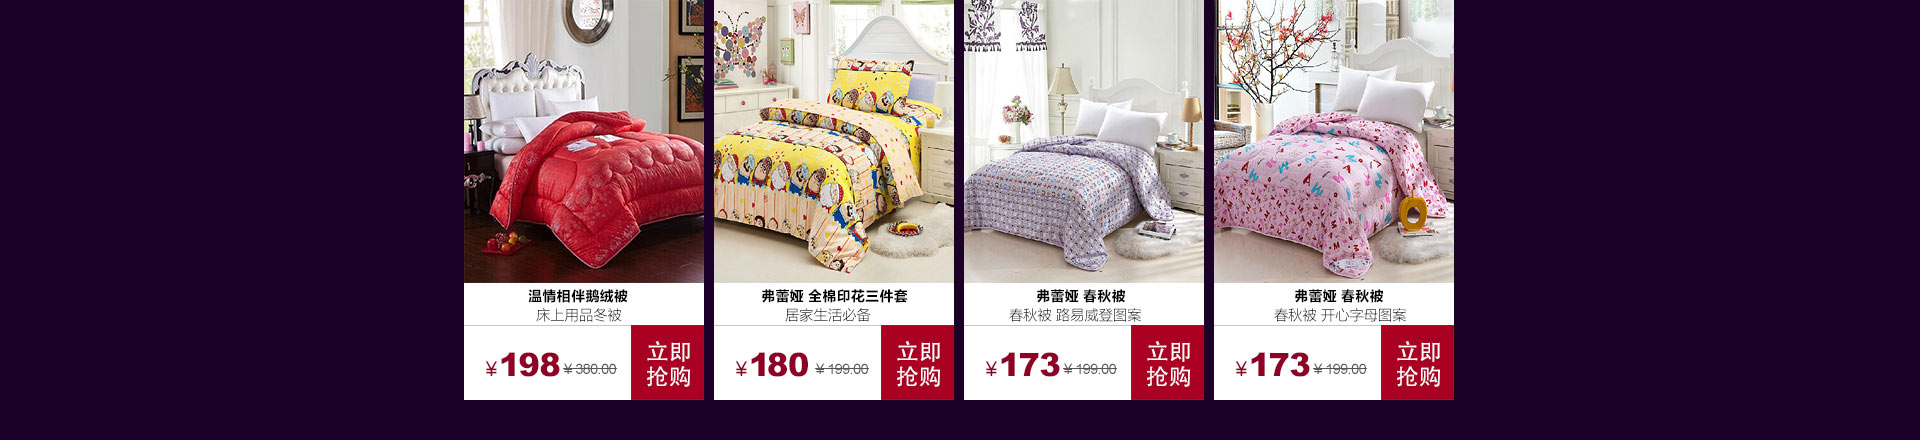 温情相伴鹅绒被
床上用品冬被
¥198 ¥380.00
立即
抢购
弗蕾娅 全棉印花三件套
居家生活必备
¥180 ¥199.00
立即
抢购
弗蕾娅 春秋被
春秋被 路易威登图案
¥173 ¥199.00
立即
抢购
弗蕾娅 春秋被
春秋被 开心字母图案
¥173 ¥199.00
立即
抢购